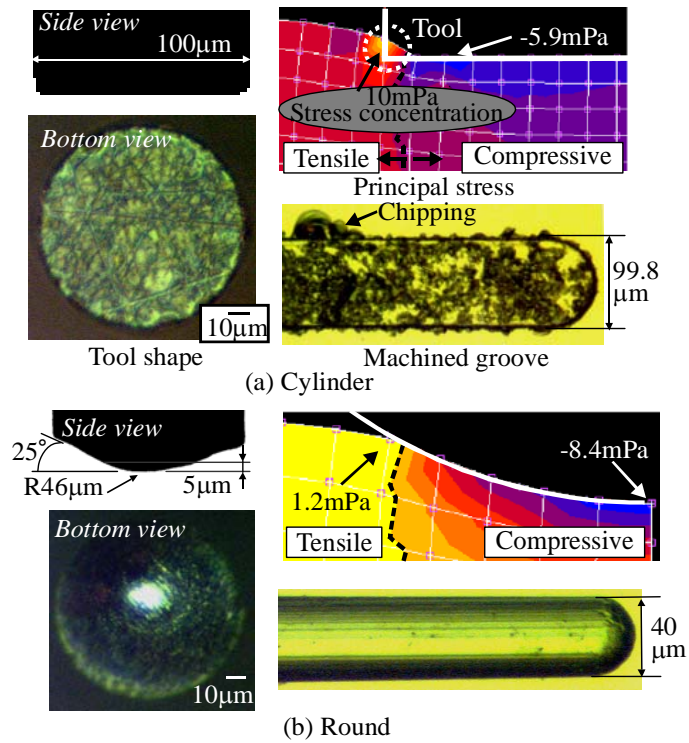 Side view
100μm
Bottom view
10μm
Tool shape
Tool
-5.9mPa
10mPa
Stress concentration
Tensile
Compressive
Principal stress
Chipping
99.8
μm
Machined groove
(a) Cylinder
Side view
25°
R46μm
5μm
Bottom view
10μm
-8.4mPa
1.2mPa
Tensile
Compressive
40
μm
(b) Round